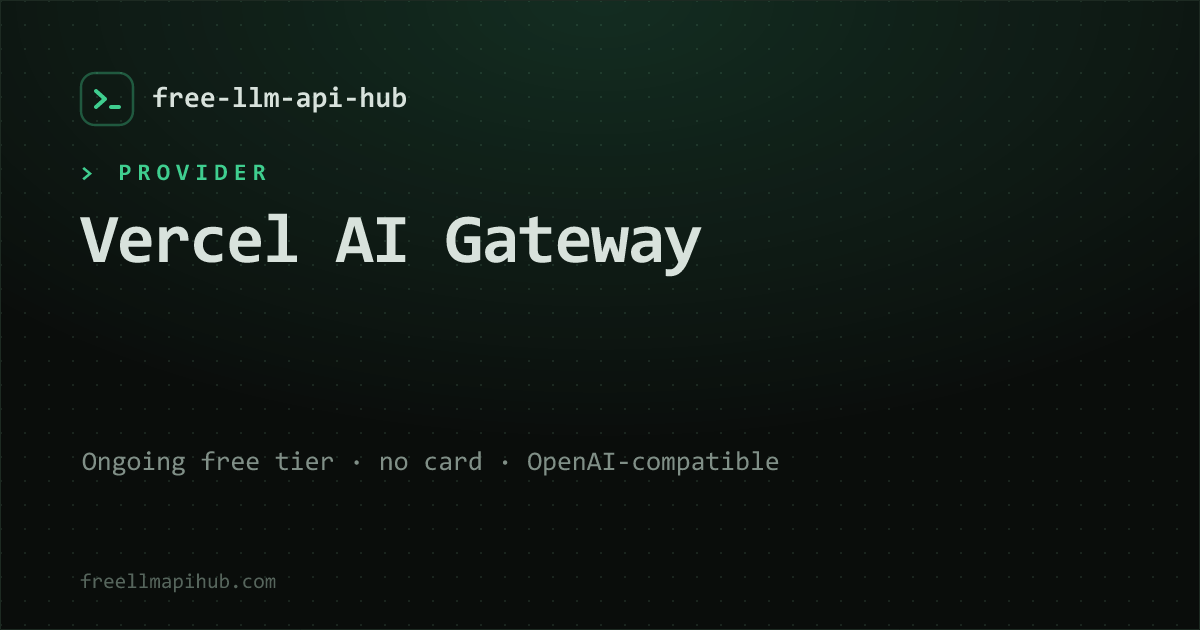 free-llm-api-hub
> PROVIDER
Vercel AI Gateway
Ongoing free tier · no card · OpenAI-compatible
freellmapihub.com